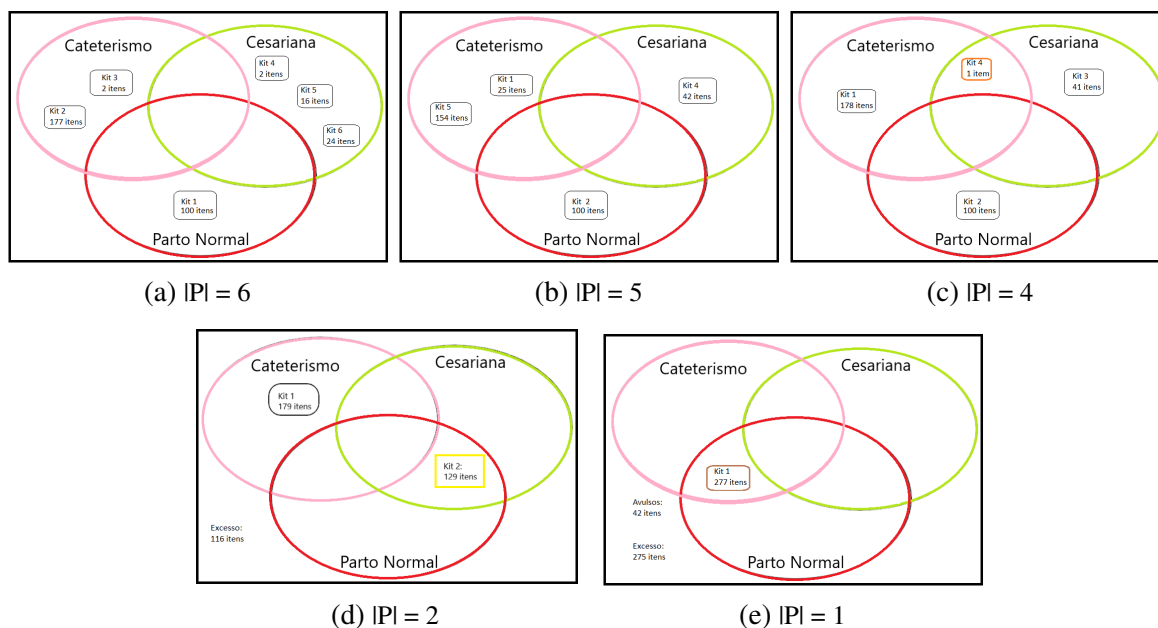 Cateterismo
Cesariana
Kit 3
2 itens
Kit 2
177 itens
Kit 4
2 itens
Kit 5
16 itens
Kit 6
24 itens
Kit 1
100 itens
Parto Normal
(a) |P| = 6
Cateterismo
Cesariana
Kit 1
25 itens
Kit 5
154 itens
Kit 4
42 itens
Kit 2
100 itens
Parto Normal
(b) |P| = 5
Cateterismo
Cesariana
Kit 4
1 item
Kit 1
178 itens
Kit 3
41 itens
Kit 2
100 itens
Parto Normal
(c) |P| = 4
Cateterismo
Cesariana
Kit 1
179 itens
Kit 2:
129 itens
Excesso:
116 itens
Parto Normal
(d) |P| = 2
Cateterismo
Cesariana
Kit 1
277 itens
Avulsos:
42 itens
Excesso:
275 itens
Parto Normal
(e) |P| = 1